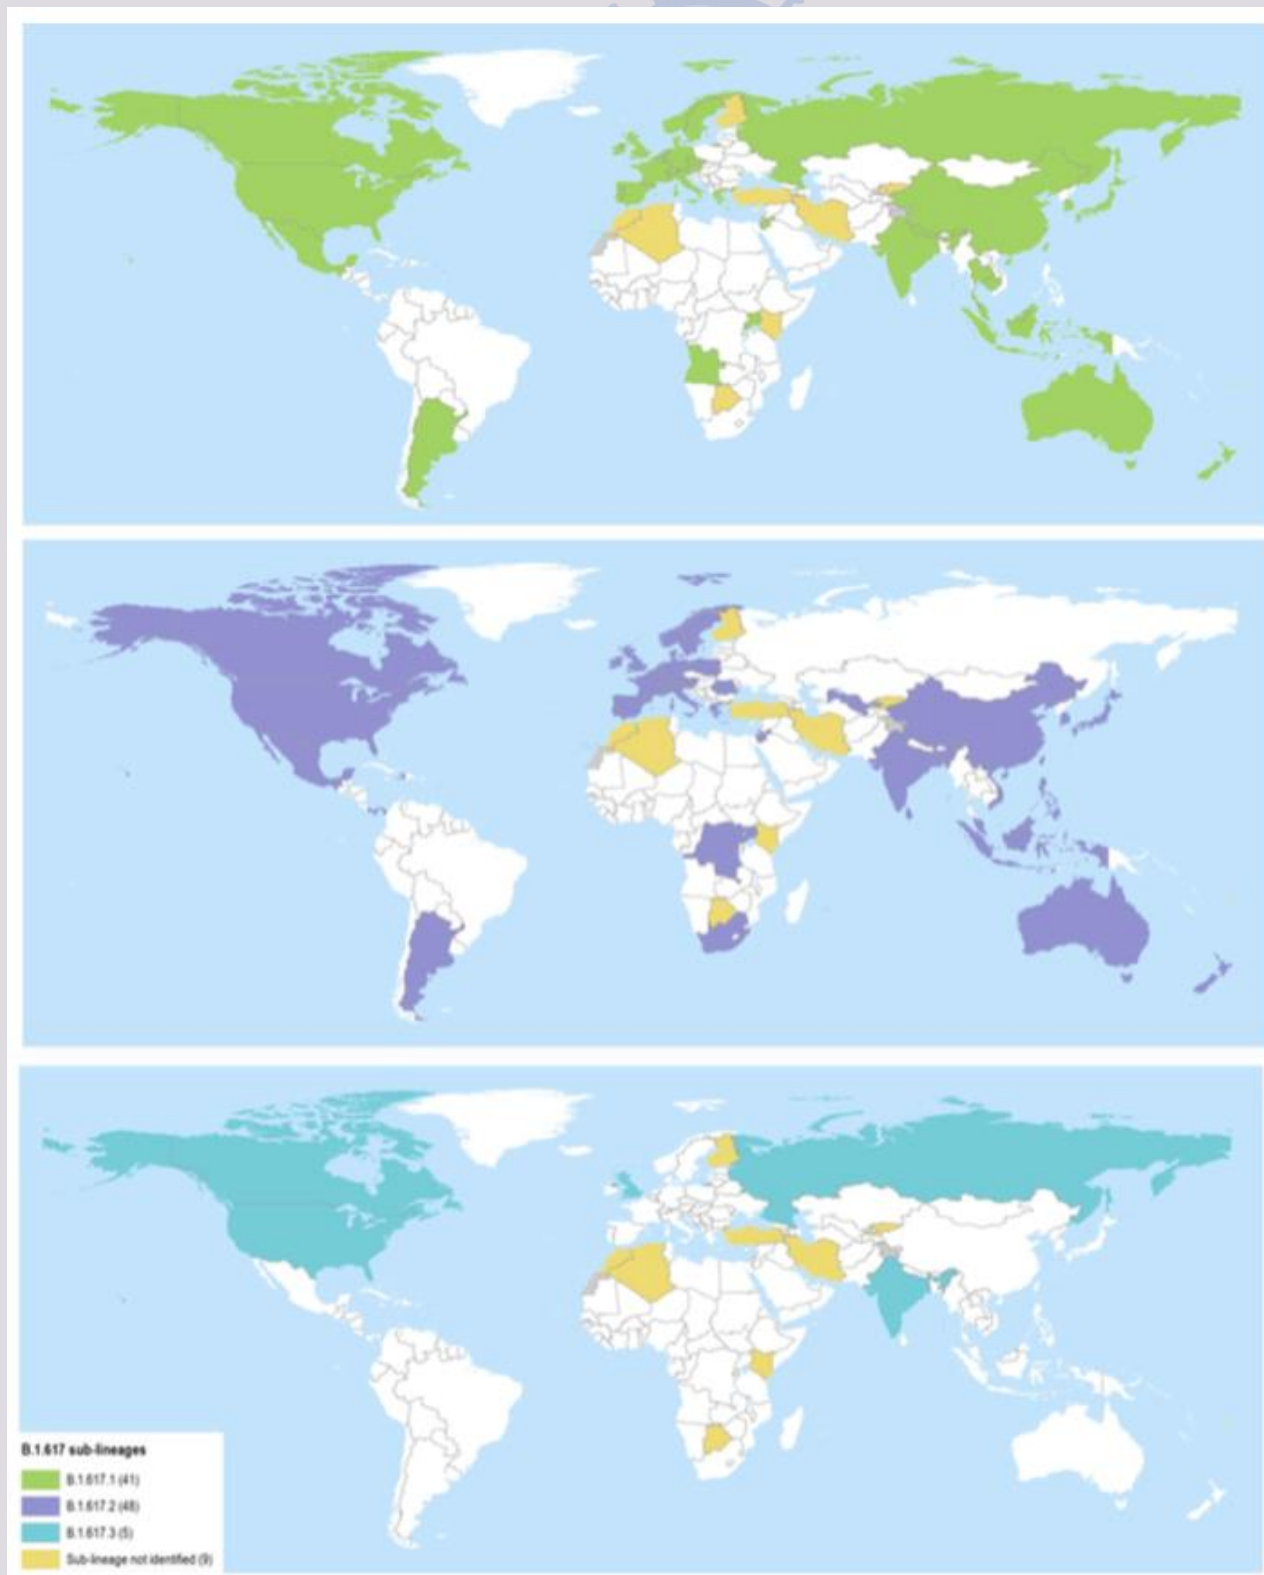 B.1.617 sub-lineages
B.1.617.1 (41)
B.1.617.2 (48)
B.1.617.3 (5)
Sub-lineage not identified (9)